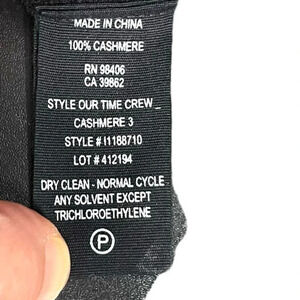 MADE IN CHINA
100% CASHMERE
RN 98406
CA 39862
STYLE OUR TIME CREW _
CASHMERE 3
STYLE # I1188710
LOT # 412194
DRY CLEAN - NORMAL CYCLE
ANY SOLVENT EXCEPT
TRICHLOROETHYLENE
P